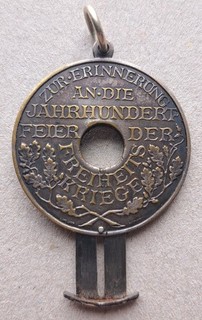 ZUR·ERINNERUNG
AN·DIE
JAHRHUNDERT
FEIER DER
FREIHEITS
KRIEGE